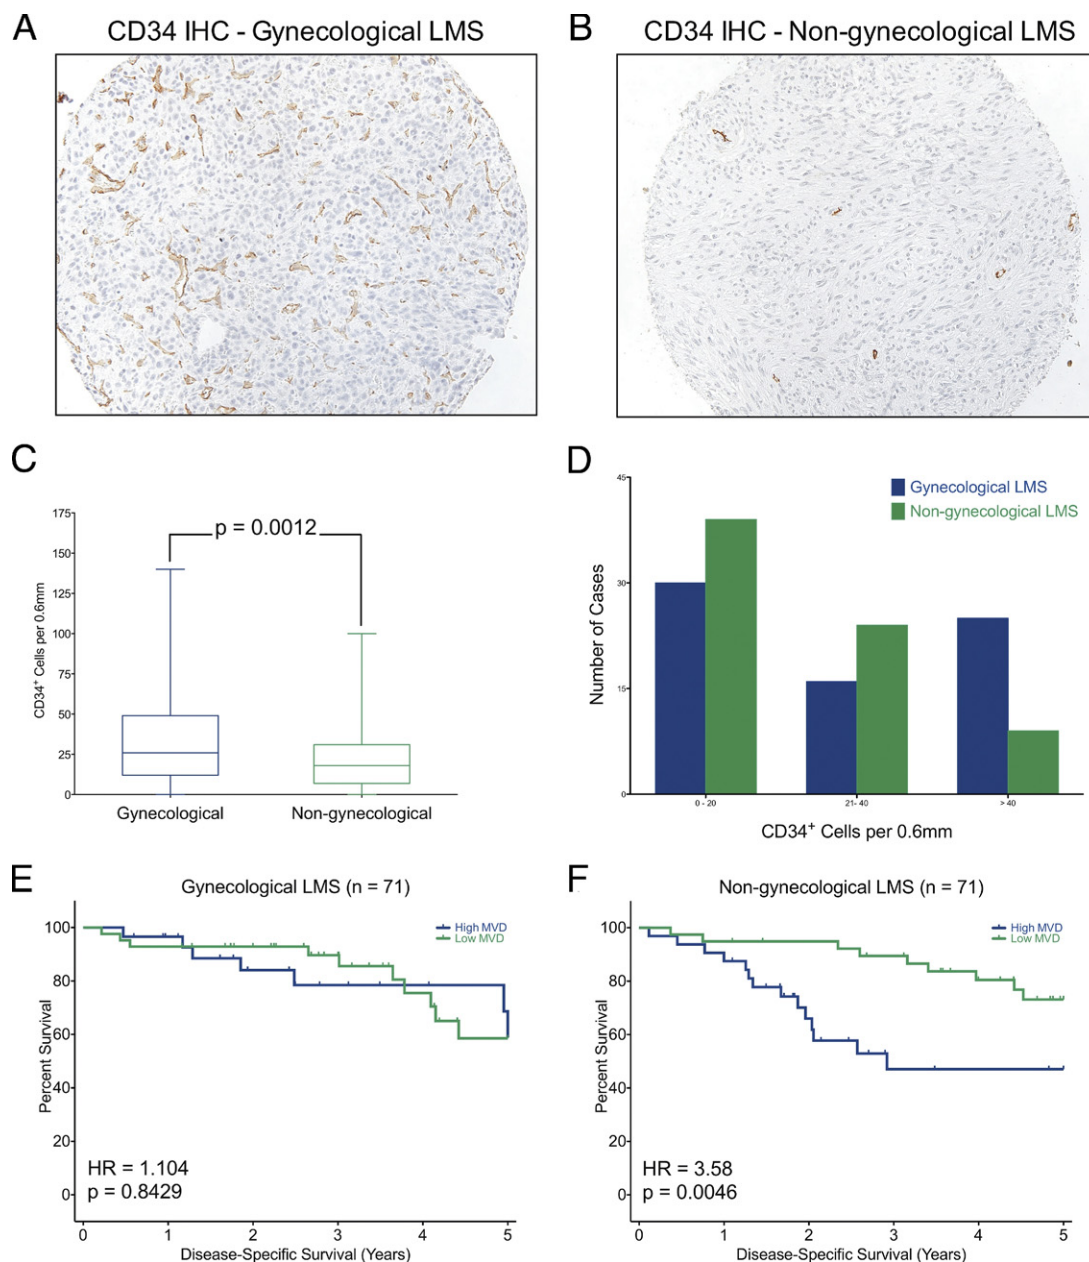 A CD34 IHC - Gynecological LMS
B CD34 IHC - Non-gynecological LMS
C
175
150
125
100
75
50
25
0
CD34+ Cells per 0.6mm
p = 0.0012
Gynecological
Non-gynecological
D
45
30
15
0
Number of Cases
Gynecological LMS
Non-gynecological LMS
0 - 20
21- 40
> 40
CD34+ Cells per 0.6mm
E
Gynecological LMS (n = 71)
100
80
60
40
20
0
Percent Survival
High MVD
Low MVD
HR = 1.104
p = 0.8429
0 1 2 3 4 5
Disease-Specific Survival (Years)
F
Non-gynecological LMS (n = 71)
100
80
60
40
20
0
Percent Survival
High MVD
Low MVD
HR = 3.58
p = 0.0046
0 1 2 3 4 5
Disease-Specific Survival (Years)